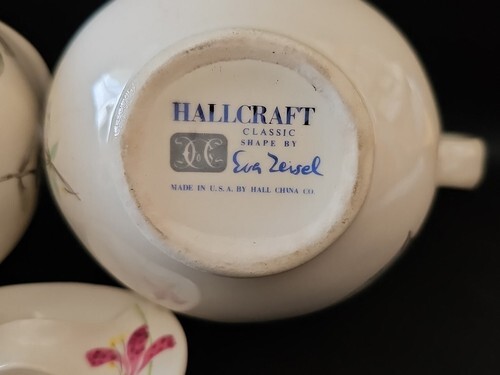 HALLCRAFT
CLASSIC
SHAPE BY
Eva Zeisel
MADE IN U.S.A. BY HALL CHINA CO.